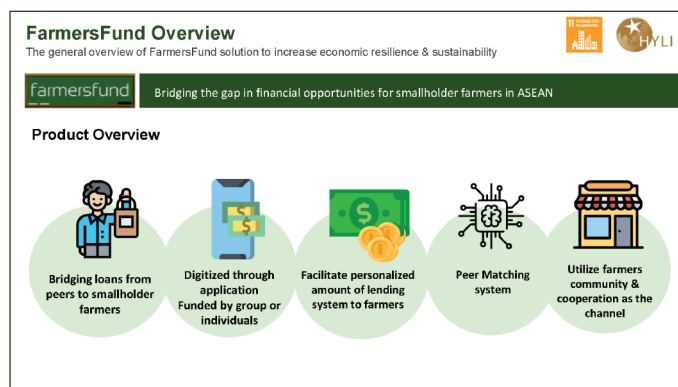 FarmersFund Overview
The general overview of FarmersFund solution to increase economic resilience & sustainability
11
HYLI
farmersfund
Bridging the gap in financial opportunities for smallholder farmers in ASEAN
Product Overview
$
$
$
$
Bridging loans from
peers to smallholder
farmers
Digitized through
application
Funded by group or
individuals
Facilitate personalized
amount of lending
system to farmers
Peer Matching
system
Utilize farmers
community &
cooperation as the
channel